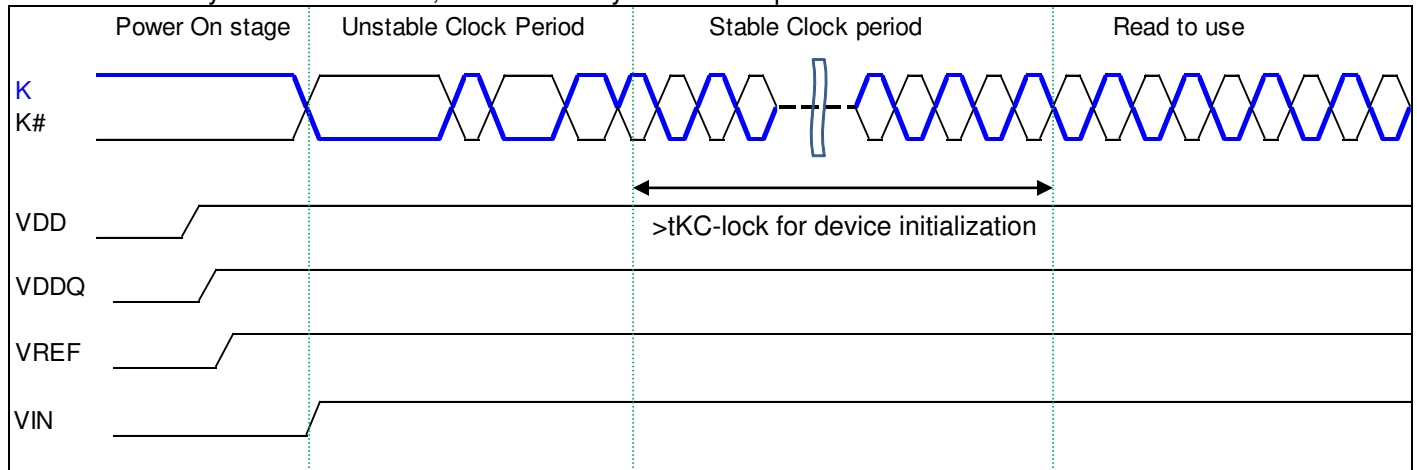 Power On stage Unstable Clock Period Stable Clock period Read to use
K
K#
>tKC-lock for device initialization
VDD
VDDQ
VREF
VIN